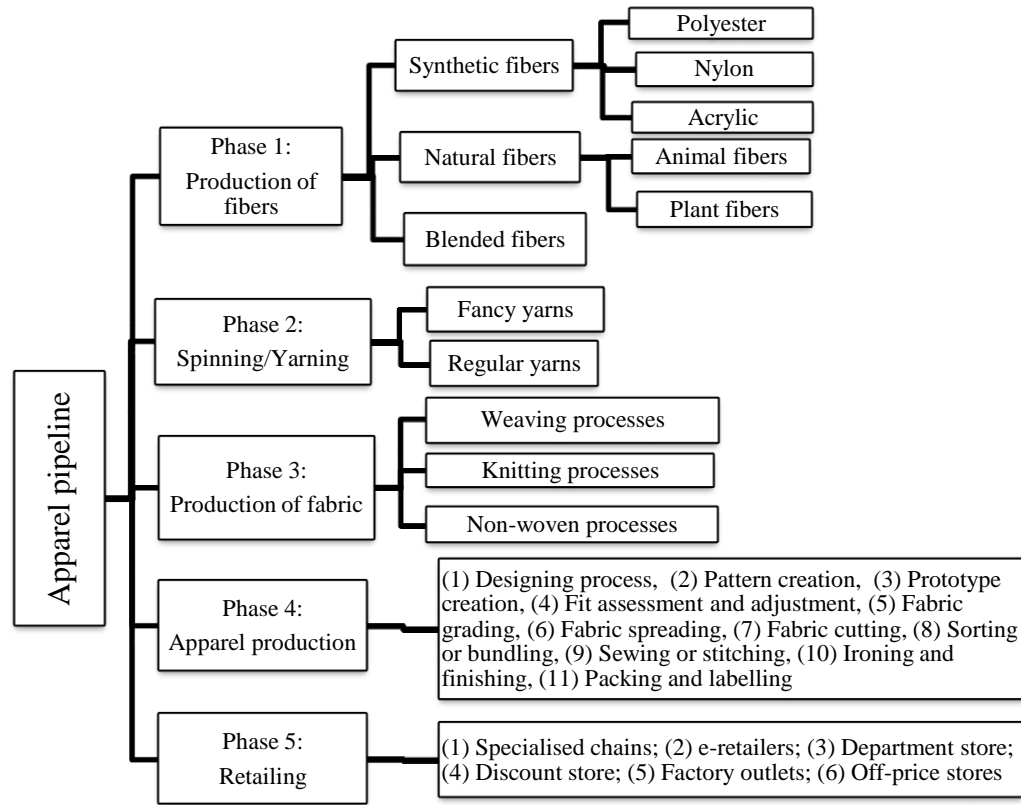 Apparel pipeline
Phase 1:
Production of
fibers
Synthetic fibers
Polyester
Nylon
Acrylic
Natural fibers
Animal fibers
Plant fibers
Blended fibers
Phase 2:
Spinning/Yarning
Fancy yarns
Regular yarns
Phase 3:
Production of fabric
Weaving processes
Knitting processes
Non-woven processes
Phase 4:
Apparel production
(1) Designing process, (2) Pattern creation, (3) Prototype
creation, (4) Fit assessment and adjustment, (5) Fabric
grading, (6) Fabric spreading, (7) Fabric cutting, (8) Sorting
or bundling, (9) Sewing or stitching, (10) Ironing and
finishing, (11) Packing and labelling
Phase 5:
Retailing
(1) Specialised chains; (2) e-retailers; (3) Department store;
(4) Discount store; (5) Factory outlets; (6) Off-price stores